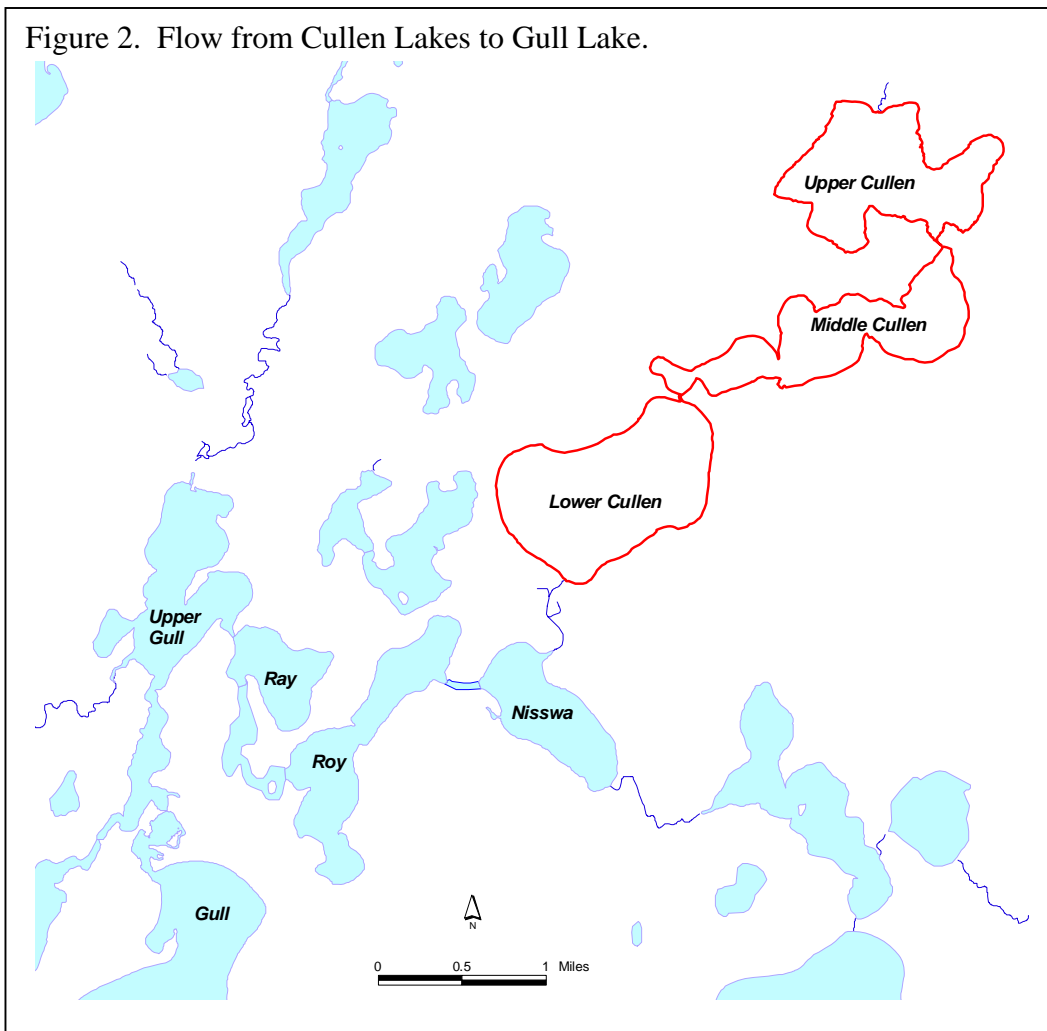 Figure 2. Flow from Cullen Lakes to Gull Lake.
Upper Cullen
Middle Cullen
Lower Cullen
Upper
Gull
Ray
Nisswa
Roy
Gull
N
0 0.5 1 Miles